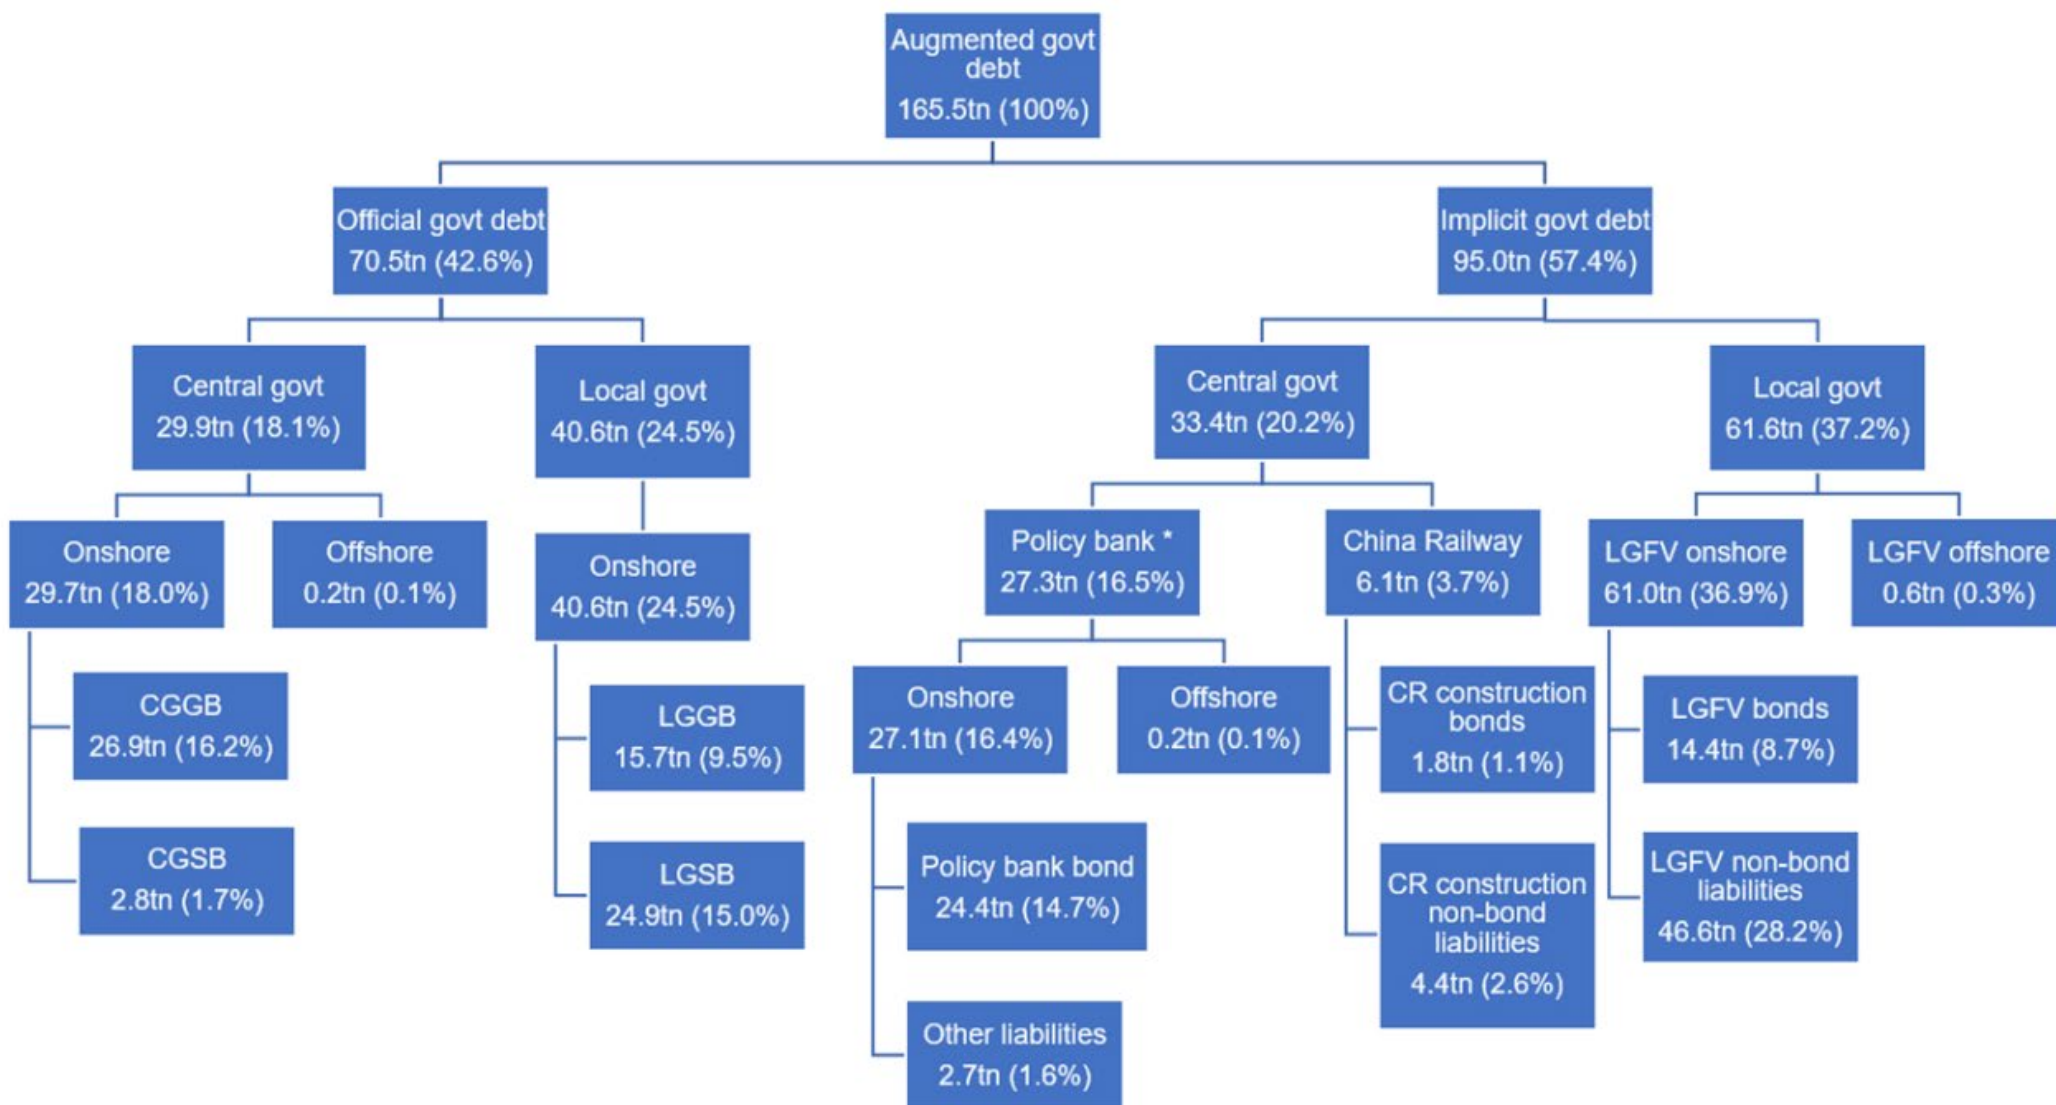 Augmented govt
debt
165.5tn (100%)
Official govt debt
70.5tn (42.6%)
Implicit govt debt
95.0tn (57.4%)
Central govt
29.9tn (18.1%)
Local govt
40.6tn (24.5%)
Central govt
33.4tn (20.2%)
Local govt
61.6tn (37.2%)
Onshore
29.7tn (18.0%)
Offshore
0.2tn (0.1%)
Onshore
40.6tn (24.5%)
Policy bank *
27.3tn (16.5%)
China Railway
6.1tn (3.7%)
LGFV onshore
61.0tn (36.9%)
LGFV offshore
0.6tn (0.3%)
CGGB
26.9tn (16.2%)
LGGB
15.7tn (9.5%)
Onshore
27.1tn (16.4%)
Offshore
0.2tn (0.1%)
CR construction
bonds
1.8tn (1.1%)
LGFV bonds
14.4tn (8.7%)
CGSB
2.8tn (1.7%)
LGSB
24.9tn (15.0%)
Policy bank bond
24.4tn (14.7%)
CR construction
non-bond
liabilities
4.4tn (2.6%)
LGFV non-bond
liabilities
46.6tn (28.2%)
Other liabilities
2.7tn (1.6%)